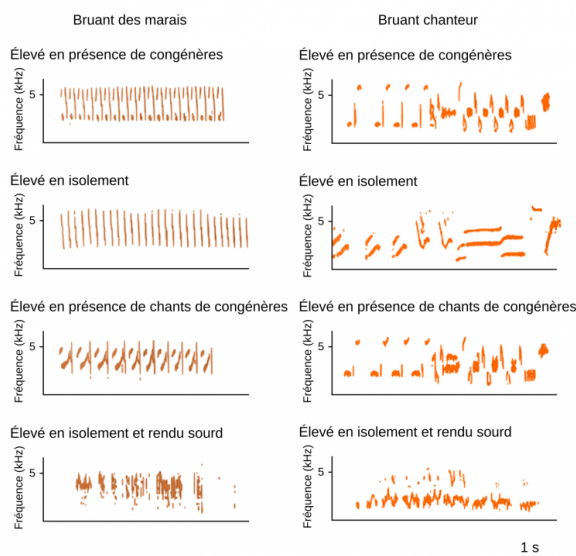 Bruant des marais
Bruant chanteur
Élevé en présence de congénères
Élevé en présence de congénères
Fréquence (kHz)
5
Fréquence (kHz)
5
Élevé en isolement
Élevé en isolement
Fréquence (kHz)
5
Fréquence (kHz)
5
Élevé en présence de chants de congénères
Élevé en présence de chants de congénères
Fréquence (kHz)
5
Fréquence (kHz)
5
Élevé en isolement et rendu sourd
Élevé en isolement et rendu sourd
Fréquence (kHz)
5
Fréquence (kHz)
5
1 s